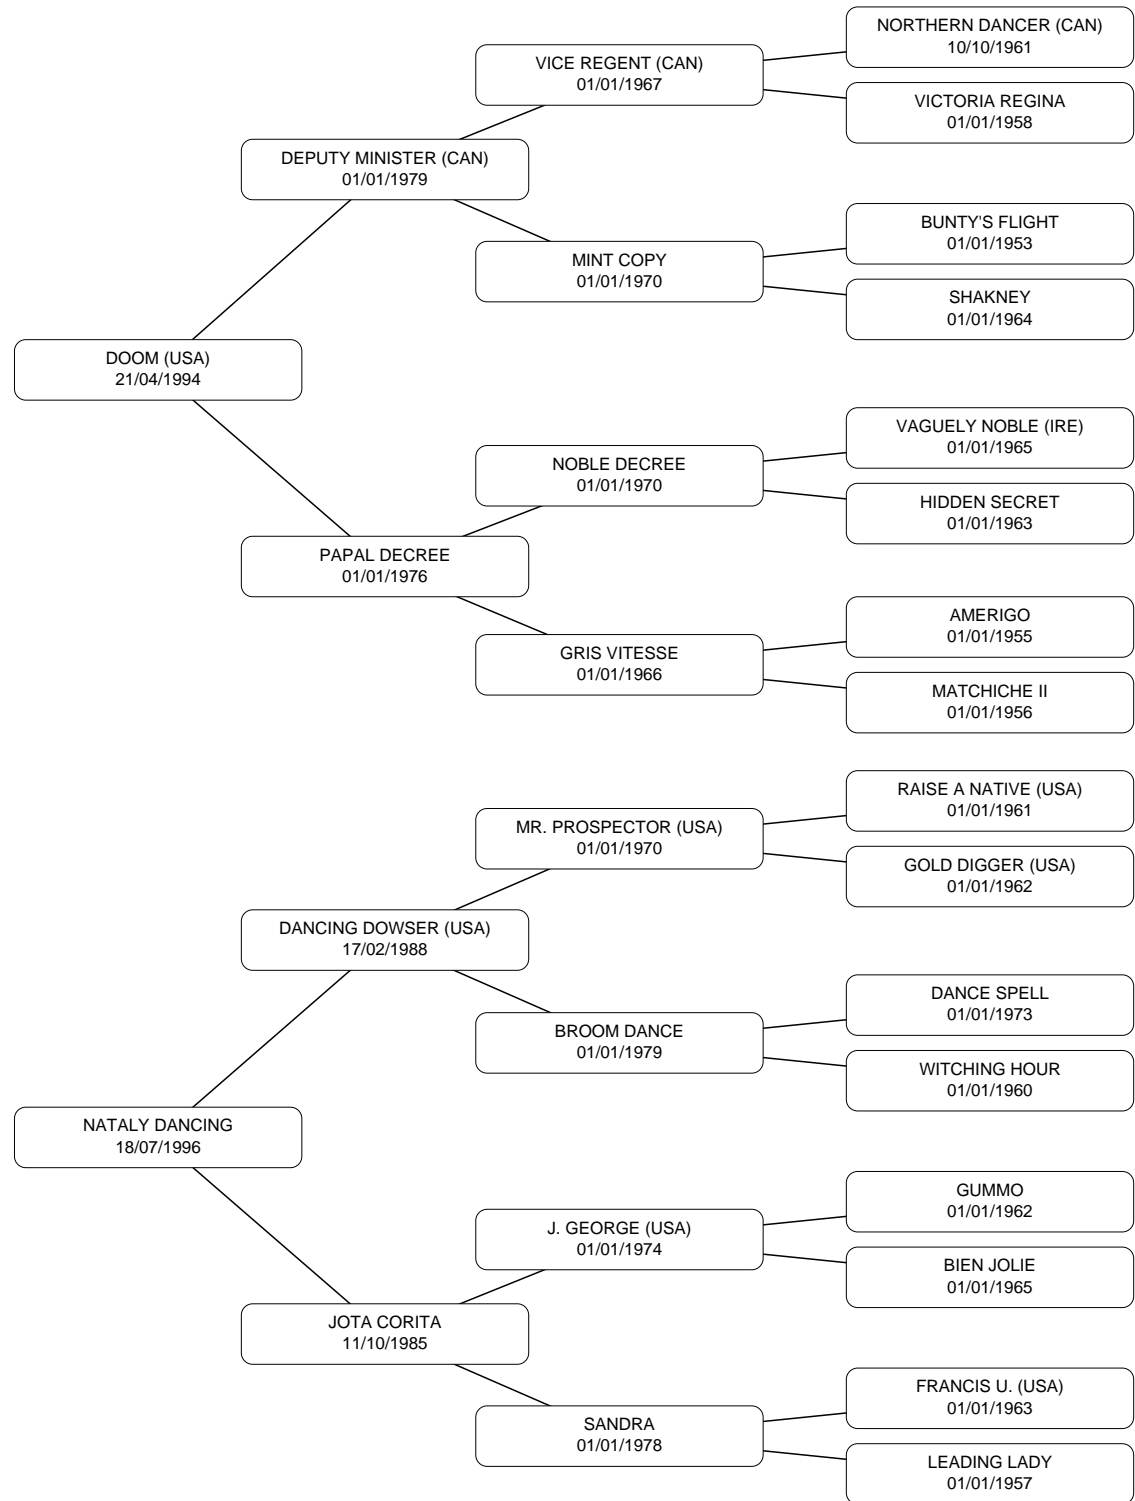 NORTHERN DANCER (CAN)
10/10/1961
VICE REGENT (CAN)
01/01/1967
VICTORIA REGINA
01/01/1958
DEPUTY MINISTER (CAN)
01/01/1979
BUNTY'S FLIGHT
01/01/1953
MINT COPY
01/01/1970
SHAKNEY
01/01/1964
DOOM (USA)
21/04/1994
VAGUELY NOBLE (IRE)
01/01/1965
NOBLE DECREE
01/01/1970
HIDDEN SECRET
01/01/1963
PAPAL DECREE
01/01/1976
AMERIGO
01/01/1955
GRIS VITESSE
01/01/1966
MATCHICHE II
01/01/1956
RAISE A NATIVE (USA)
01/01/1961
MR. PROSPECTOR (USA)
01/01/1970
GOLD DIGGER (USA)
01/01/1962
DANCING DOWSER (USA)
17/02/1988
DANCE SPELL
01/01/1973
BROOM DANCE
01/01/1979
WITCHING HOUR
01/01/1960
NATALY DANCING
18/07/1996
GUMMO
01/01/1962
J. GEORGE (USA)
01/01/1974
BIEN JOLIE
01/01/1965
JOTA CORITA
11/10/1985
FRANCIS U. (USA)
01/01/1963
SANDRA
01/01/1978
LEADING LADY
01/01/1957